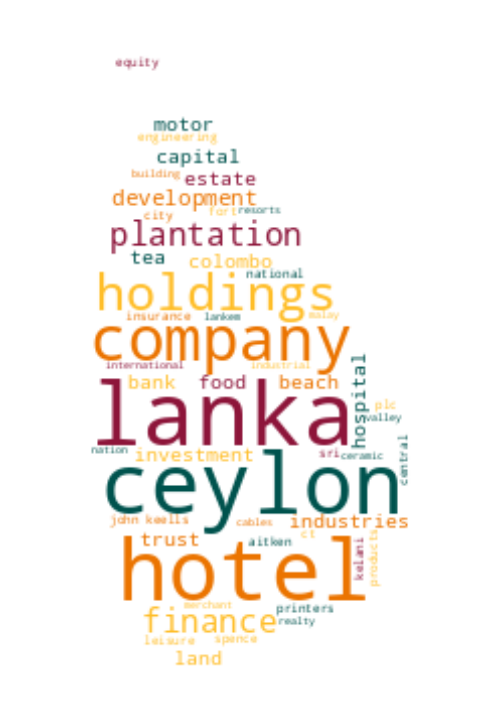 equity
motor
engineering
capital
building estate
development
city fort resorts
plantation
tea colombo
national
holdings
insurance lankem malay
company
international industrial
bank food beach
hospital
lanka
plc
valley
nation investment sri ceramic
central
ceylon
john keells cables industries
trust aitken ct
hotel
kelani
products
merchant printers
finance realty
leisure spence
land